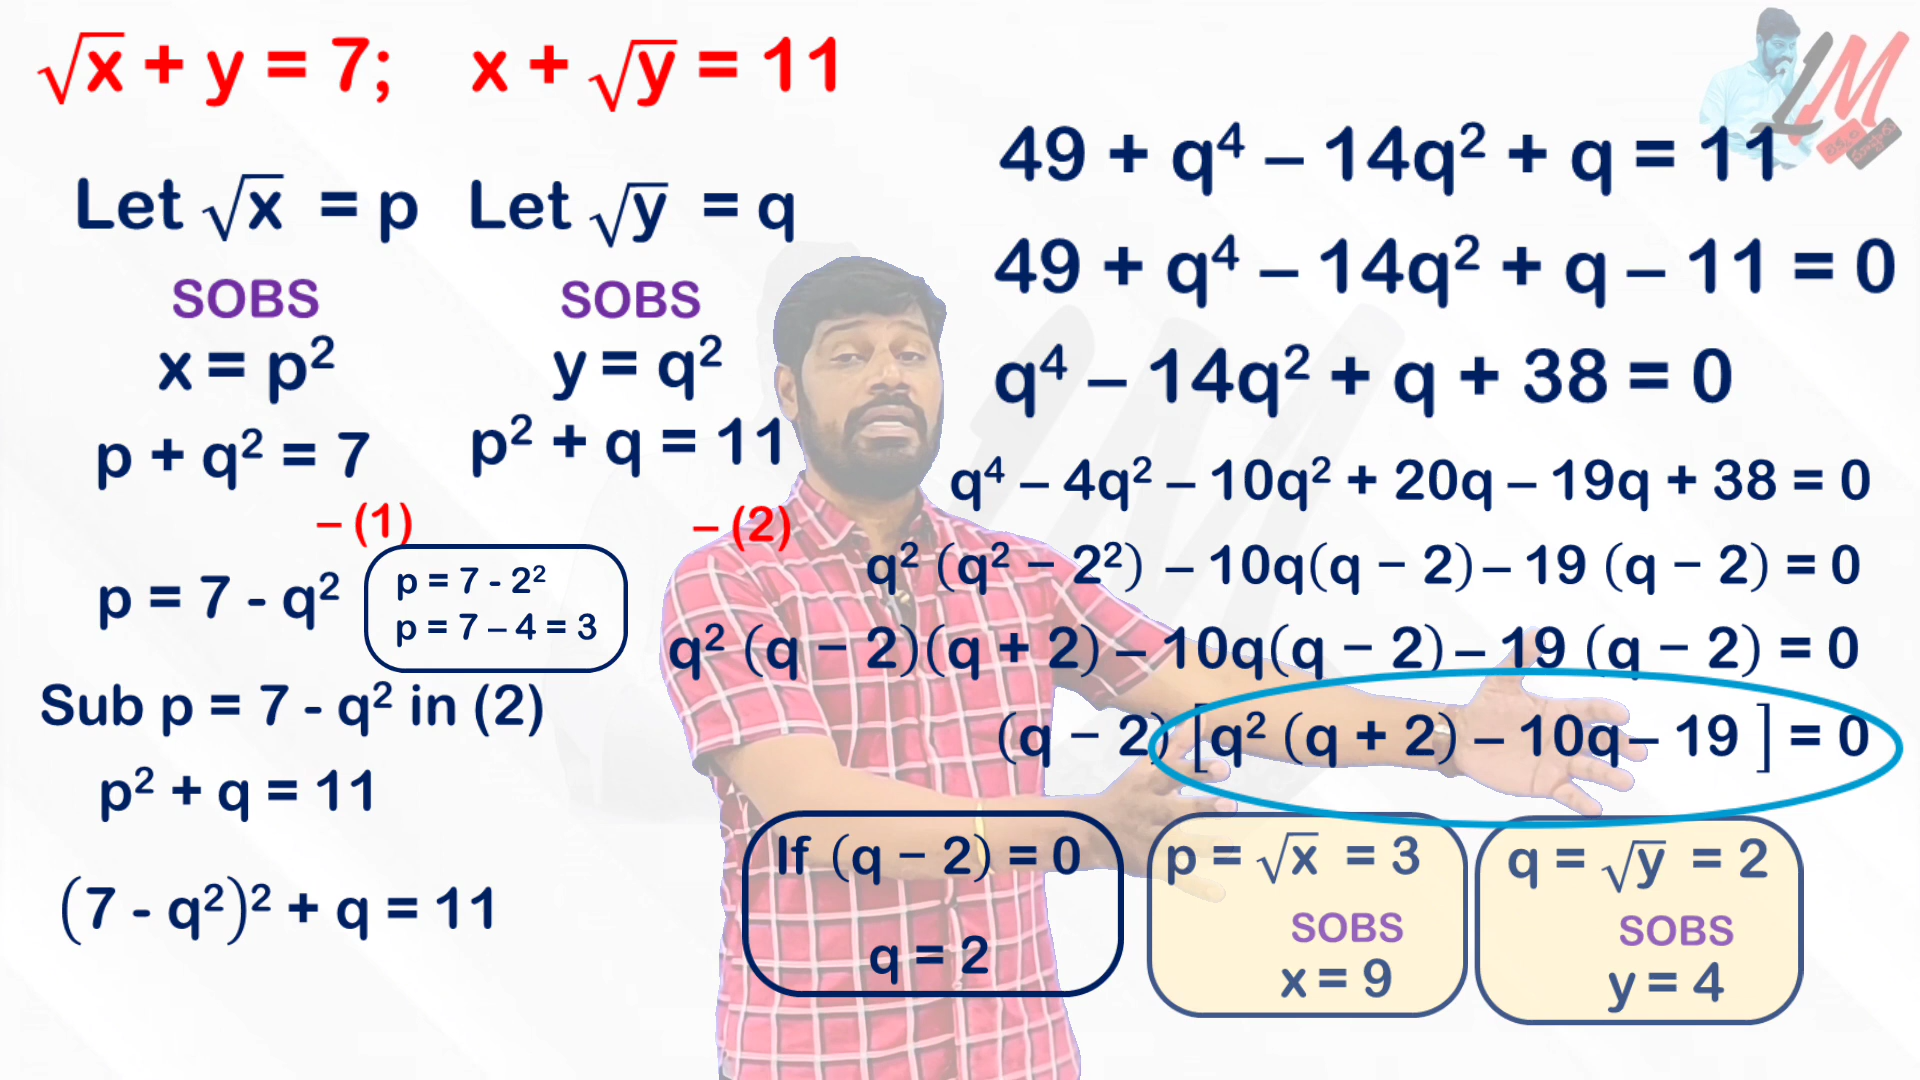 √x + y = 7; x + √y = 11
Let √x = p Let √y = q
SOBS SOBS
x = p² y = q²
p + q² = 7 p² + q = 11
– (1) – (2)
p = 7 - q²
p = 7 - 2²
p = 7 – 4 = 3
Sub p = 7 - q² in (2)
p² + q = 11
(7 - q²)² + q = 11
49 + q⁴ – 14q² + q = 11
49 + q⁴ – 14q² + q – 11 = 0
q⁴ – 14q² + q + 38 = 0
q⁴ – 4q² – 10q² + 20q – 19q + 38 = 0
q² (q² − 2²) – 10q(q − 2) – 19 (q − 2) = 0
q² (q − 2)(q + 2) – 10q(q − 2) – 19 (q − 2) = 0
(q − 2) [q² (q + 2) – 10q – 19 ] = 0
If (q − 2) = 0
q = 2
p = √x = 3
SOBS
x = 9
q = √y = 2
SOBS
y = 4
LM